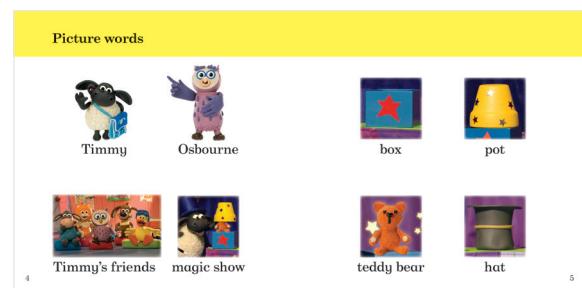 Picture words
Timmy
Osbourne
box
pot
Timmy's friends
magic show
teddy bear
hat
4
5